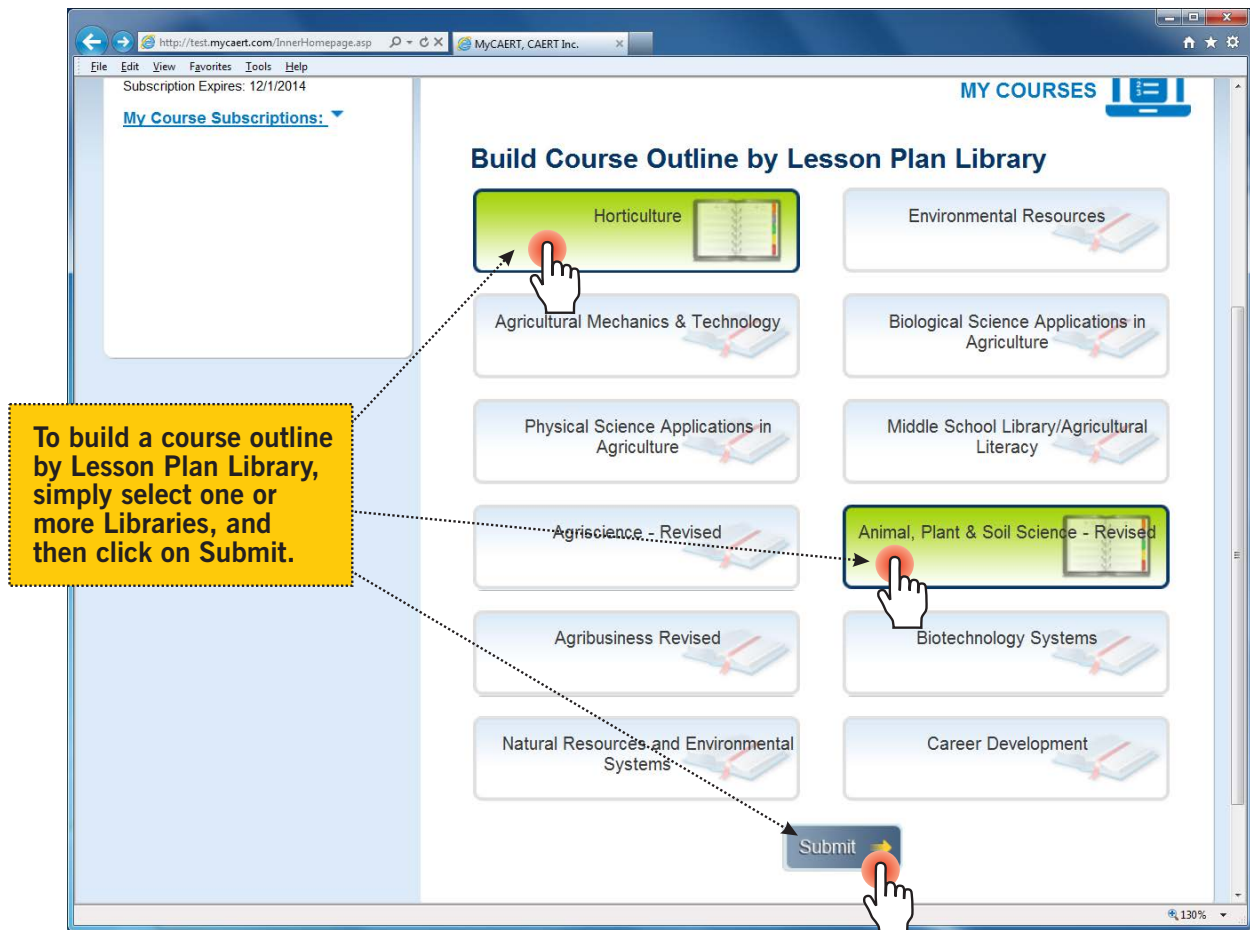 http://test.mycaert.com/InnerHomepage.asp
MyCAERT, CAERT Inc.
File Edit View Favorites Tools Help
Subscription Expires: 12/1/2014
My Course Subscriptions:
MY COURSES
Build Course Outline by Lesson Plan Library
Horticulture
Environmental Resources
Agricultural Mechanics & Technology
Biological Science Applications in
Agriculture
Physical Science Applications in
Agriculture
Middle School Library/Agricultural
Literacy
To build a course outline
by Lesson Plan Library,
simply select one or
more Libraries, and
then click on Submit.
Agriscience - Revised
Animal, Plant & Soil Science - Revised
Agribusiness Revised
Biotechnology Systems
Natural Resources and Environmental
Systems
Career Development
Submit
130%